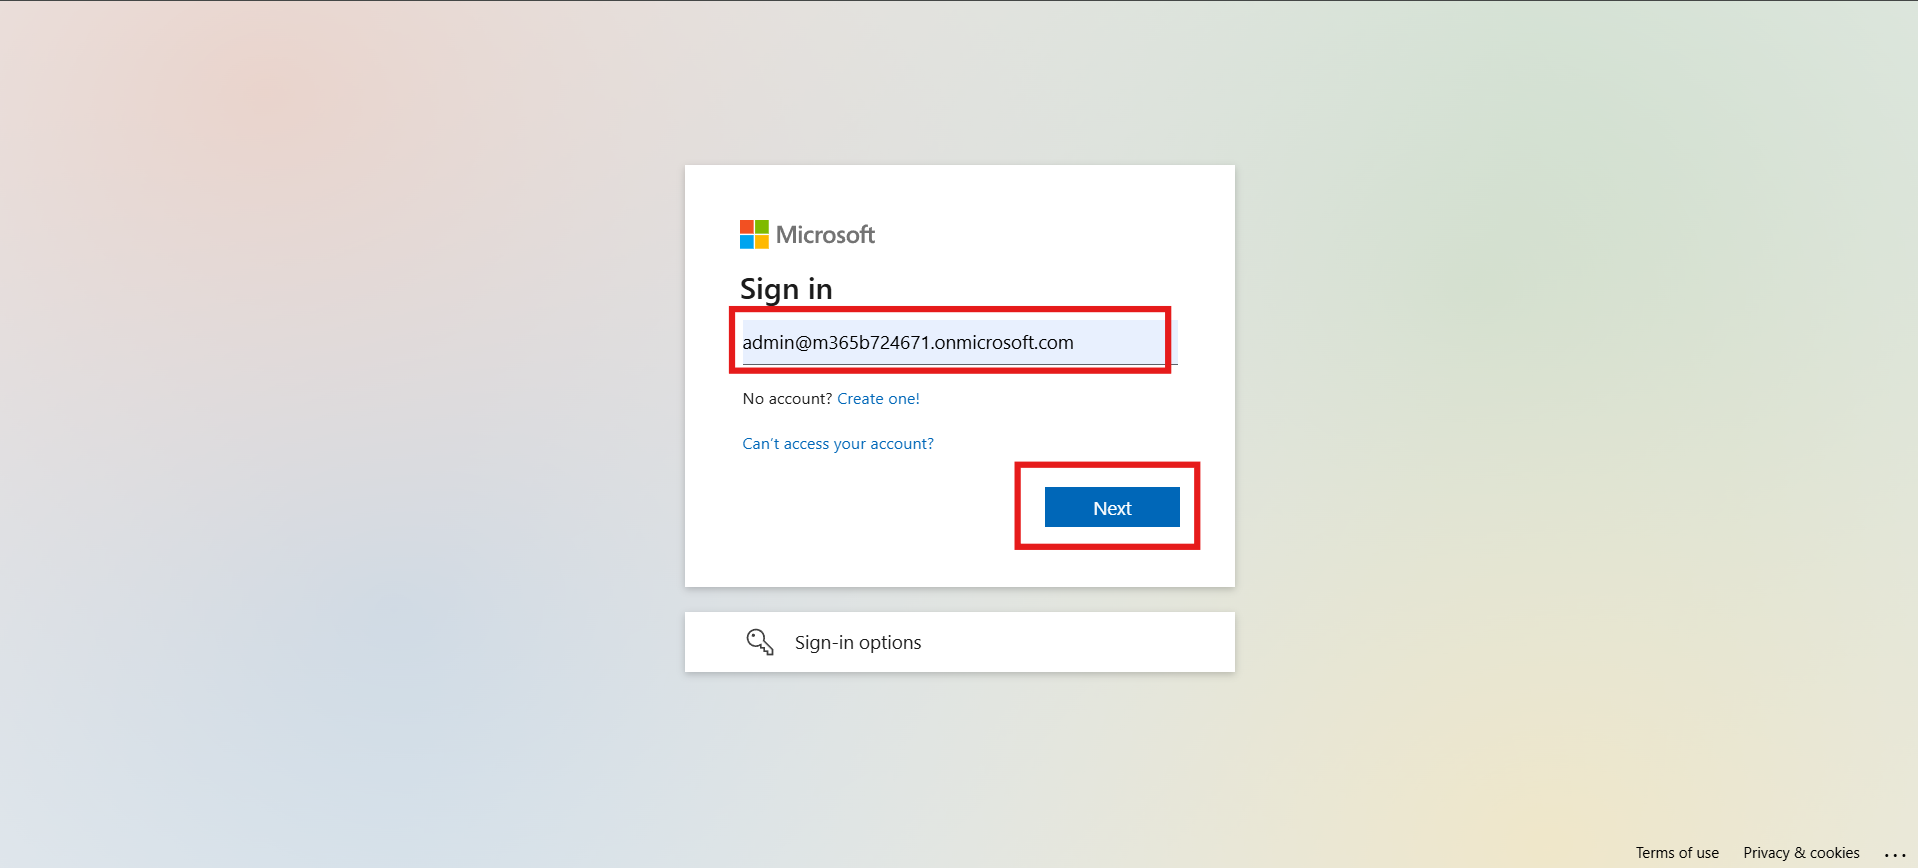 Microsoft
Sign in
admin@m365b724671.onmicrosoft.com
No account? Create one!
Can't access your account?
Next
Sign-in options
Terms of use Privacy & cookies ...